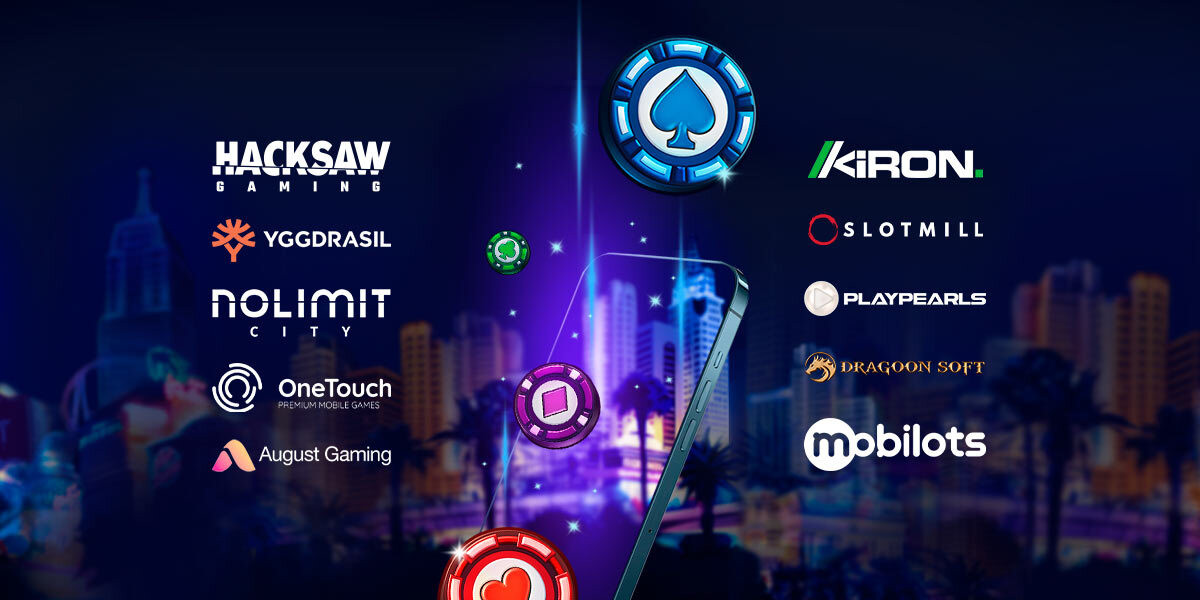 HACKSAW
GAMING
YGGDRASIL
NOLIMIT
CITY
OneTouch
PREMIUM MOBILE GAMES
August Gaming
KiRON.
SLOTMILL
PLAYPEARLS
DRAGOON SOFT
mobilots